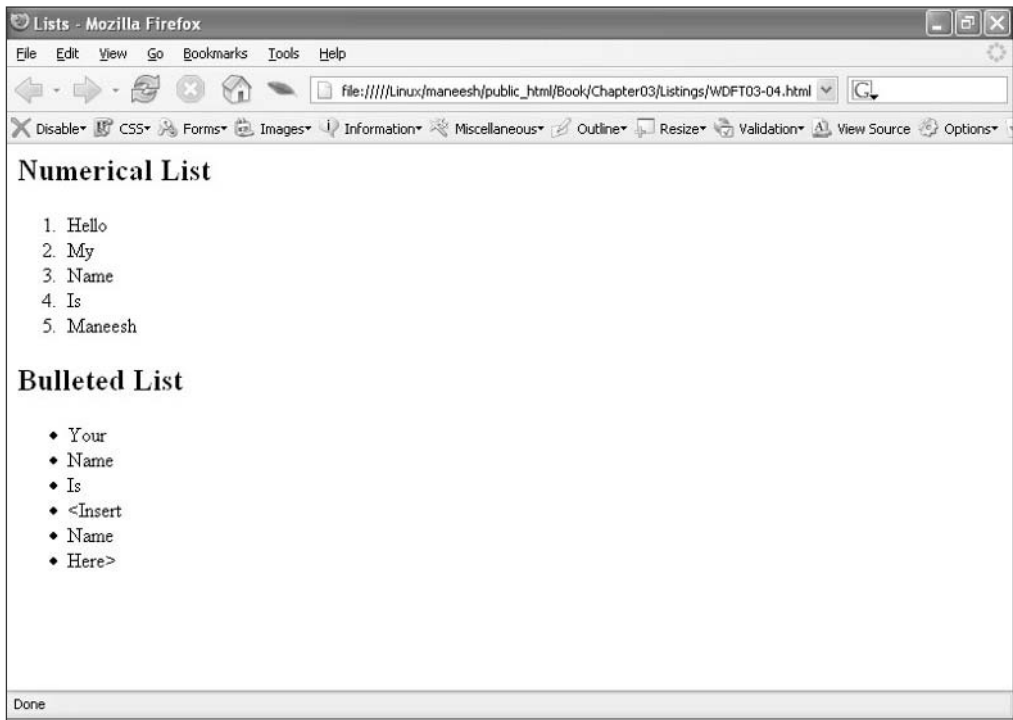 Lists - Mozilla Firefox
File Edit View Go Bookmarks Tools Help
file://///Linux/maneesh/public_html/Book/Chapter03/Listings/WDFT03-04.html G
Disable CSS Forms Images Information Miscellaneous Outline Resize Validation View Source Options
Numerical List
1. Hello
2. My
3. Name
4. Is
5. Maneesh
Bulleted List
• Your
• Name
• Is
• <Insert
• Name
• Here>
Done